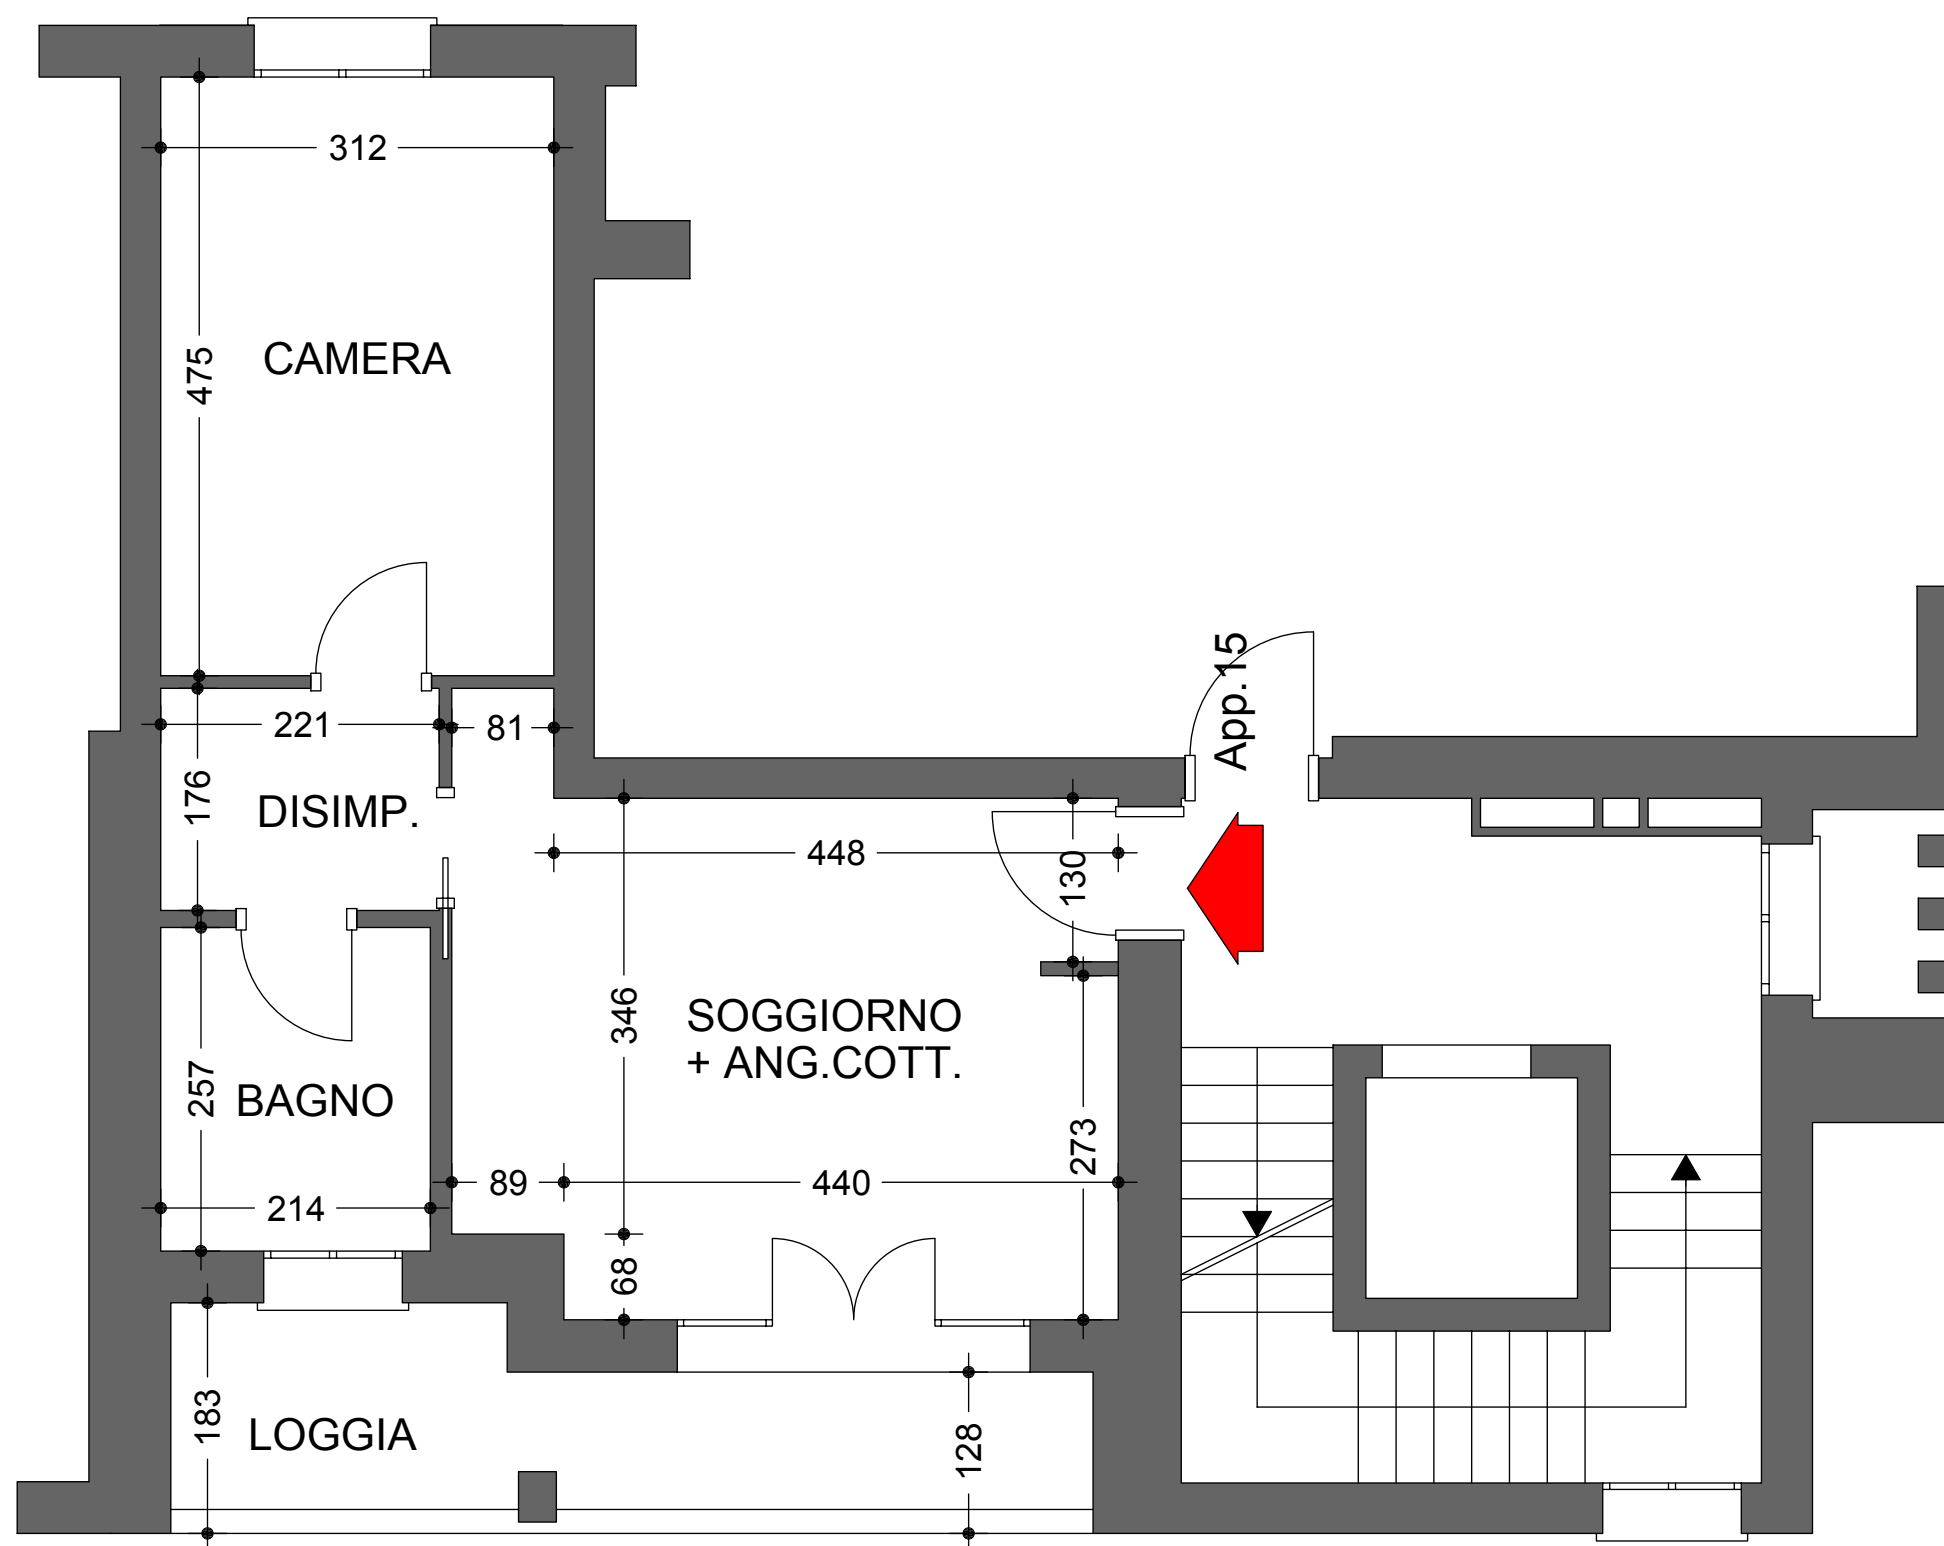 312
475
CAMERA
App.15
221
81
176
DISIMP.
448
130
346
SOGGIORNO
+ ANG.COTT.
257
BAGNO
273
89
440
214
68
183
LOGGIA
128